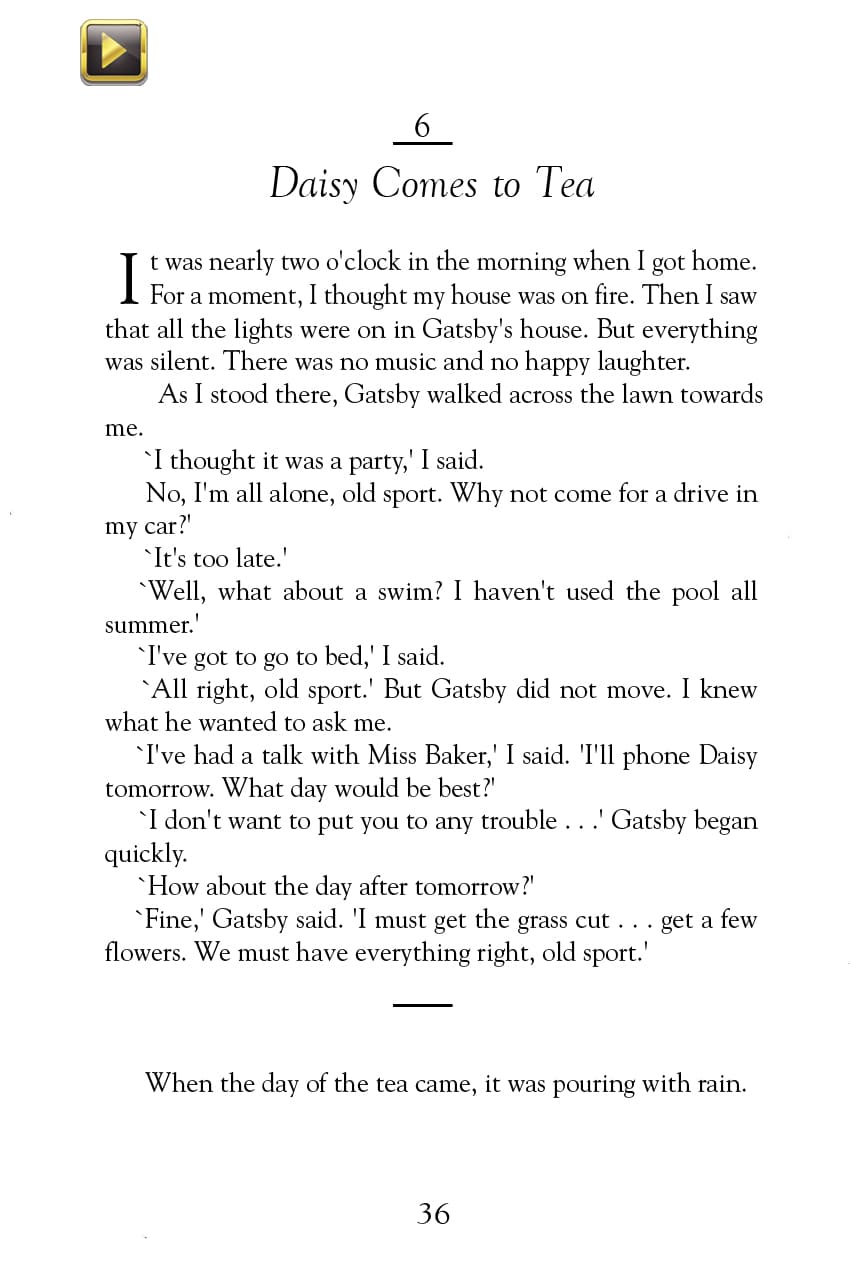 6
Daisy Comes to Tea
It was nearly two o'clock in the morning when I got home.
For a moment, I thought my house was on fire. Then I saw
that all the lights were on in Gatsby's house. But everything
was silent. There was no music and no happy laughter.
As I stood there, Gatsby walked across the lawn towards
me.
`I thought it was a party,' I said.
No, I'm all alone, old sport. Why not come for a drive in
my car?'
`It's too late.'
`Well, what about a swim? I haven't used the pool all
summer.'
`I've got to go to bed,' I said.
`All right, old sport.' But Gatsby did not move. I knew
what he wanted to ask me.
`I've had a talk with Miss Baker,' I said. 'I'll phone Daisy
tomorrow. What day would be best?'
`I don't want to put you to any trouble . . .' Gatsby began
quickly.
`How about the day after tomorrow?'
`Fine,' Gatsby said. 'I must get the grass cut . . . get a few
flowers. We must have everything right, old sport.'
When the day of the tea came, it was pouring with rain.
36